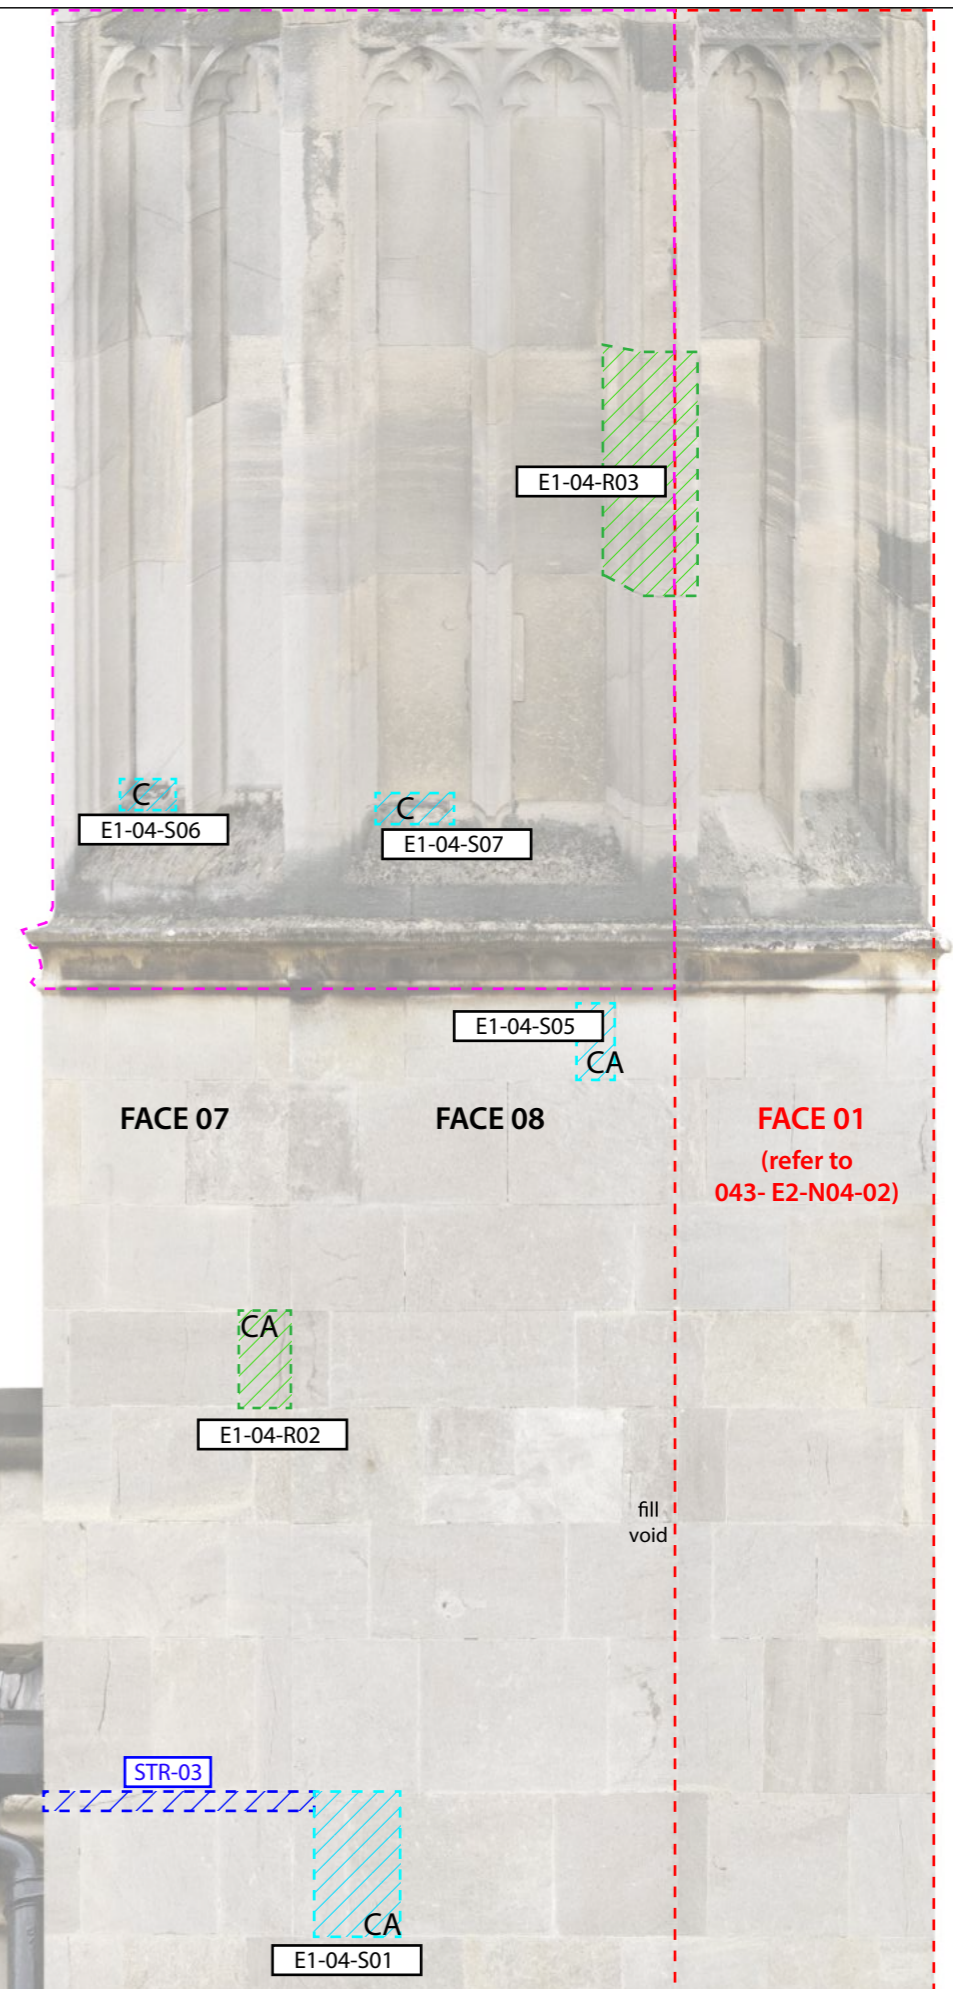 E1-04-R03
C
E1-04-S06
C
E1-04-S07
E1-04-S05
CA
FACE 07
FACE 08
FACE 01
(refer to
043- E2-N04-02)
CA
E1-04-R02
fill
void
STR-03
CA
E1-04-S01